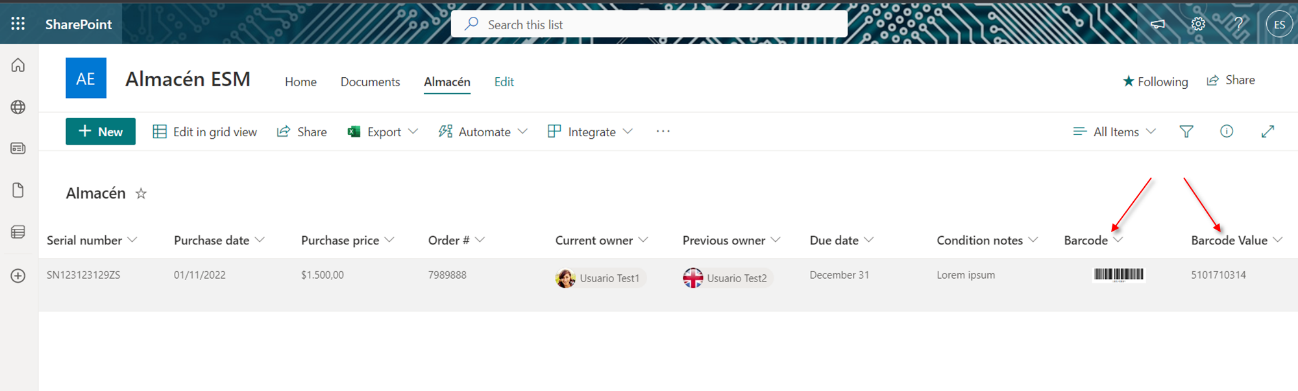 SharePoint Search this list ? ES
AE Almacén ESM Home Documents Almacén Edit Following Share
New Edit in grid view Share Export Automate Integrate ... All Items
Almacén
Serial number Purchase date Purchase price Order # Current owner Previous owner Due date Condition notes Barcode Barcode Value
SN123123129ZS 01/11/2022 $1.500,00 7989888 Usuario Test1 Usuario Test2 December 31 Lorem ipsum 5101710314